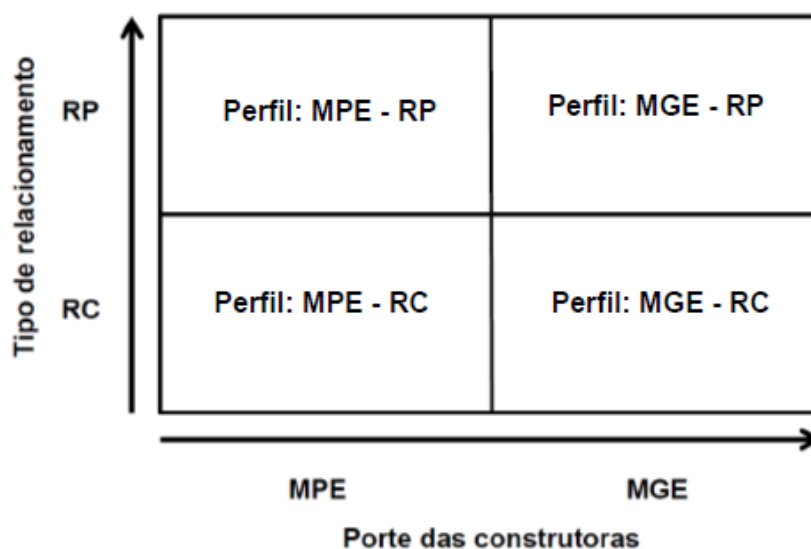 Tipo de relacionamento
RP
Perfil: MPE - RP
Perfil: MGE - RP
RC
Perfil: MPE - RC
Perfil: MGE - RC
MPE
MGE
Porte das construtoras